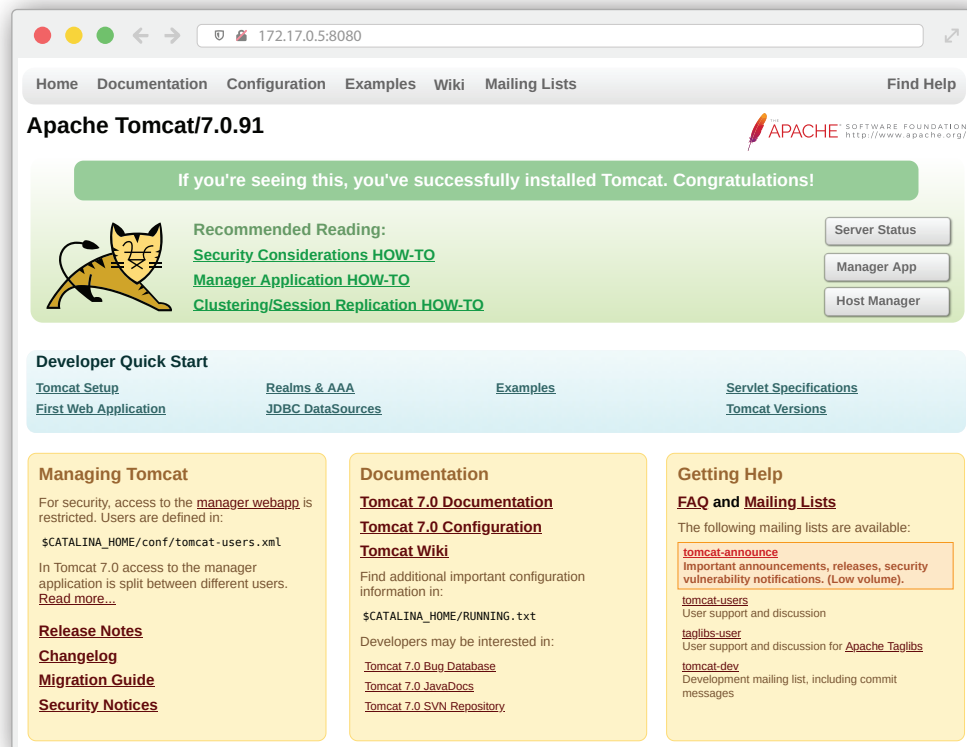 172.17.0.5:8080
Home Documentation Configuration Examples Wiki Mailing Lists Find Help
Apache Tomcat/7.0.91
THE
APACHE SOFTWARE FOUNDATION
http://www.apache.org/
If you're seeing this, you've successfully installed Tomcat. Congratulations!
Recommended Reading:
Security Considerations HOW-TO
Manager Application HOW-TO
Clustering/Session Replication HOW-TO
Server Status
Manager App
Host Manager
Developer Quick Start
Tomcat Setup
First Web Application
Realms & AAA
JDBC DataSources
Examples
Servlet Specifications
Tomcat Versions
Managing Tomcat
For security, access to the manager webapp is
restricted. Users are defined in:
$CATALINA_HOME/conf/tomcat-users.xml
In Tomcat 7.0 access to the manager
application is split between different users.
Read more...
Release Notes
Changelog
Migration Guide
Security Notices
Documentation
Tomcat 7.0 Documentation
Tomcat 7.0 Configuration
Tomcat Wiki
Find additional important configuration
information in:
$CATALINA_HOME/RUNNING.txt
Developers may be interested in:
Tomcat 7.0 Bug Database
Tomcat 7.0 JavaDocs
Tomcat 7.0 SVN Repository
Getting Help
FAQ and Mailing Lists
The following mailing lists are available:
tomcat-announce
Important announcements, releases, security
vulnerability notifications. (Low volume).
tomcat-users
User support and discussion
taglibs-user
User support and discussion for Apache Taglibs
tomcat-dev
Development mailing list, including commit
messages